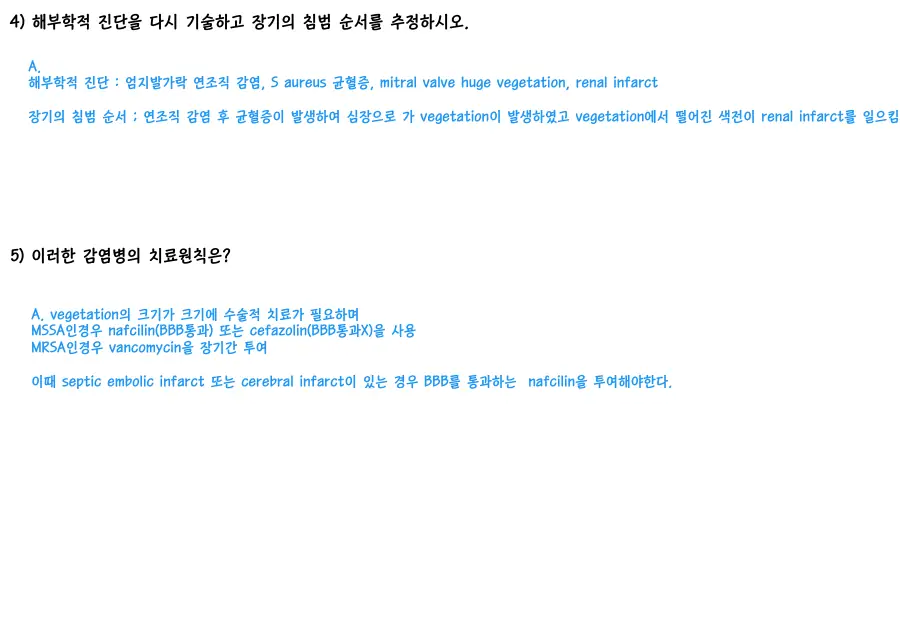 4) 해부학적 진단을 다시 기술하고 장기의 침범 순서를 추정하시오.
A.
해부학적 진단 : 엄지발가락 연조직 감염, S aureus 균혈증, mitral valve huge vegetation, renal infarct
장기의 침범 순서 ; 연조직 감염 후 균혈증이 발생하여 심장으로 가 vegetation이 발생하였고 vegetation에서 떨어진 색전이 renal infarct를 일으킴
5) 이러한 감염병의 치료원칙은?
A. vegetation의 크기가 크기에 수술적 치료가 필요하며
MSSA인경우 nafcilin(BBB통과) 또는 cefazolin(BBB통과X)을 사용
MRSA인경우 vancomycin을 장기간 투여
이때 septic embolic infarct 또는 cerebral infarct이 있는 경우 BBB를 통과하는 nafcilin을 투여해야한다.